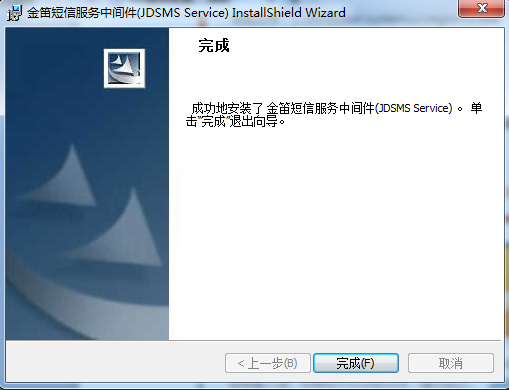 金笛短信服务中间件(JDSMS Service) InstallShield Wizard
完成
成功地安装了 金笛短信服务中间件(JDSMS Service) 。 单
击"完成"退出向导。
< 上一步(B)
完成(F)
取消